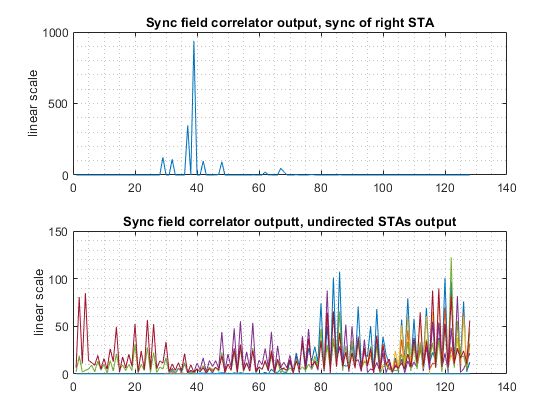 Sync field correlator output, sync of right STA
linear scale
1000
500
0
0 20 40 60 80 100 120 140
Sync field correlator outputt, undirected STAs output
linear scale
150
100
50
0
0 20 40 60 80 100 120 140